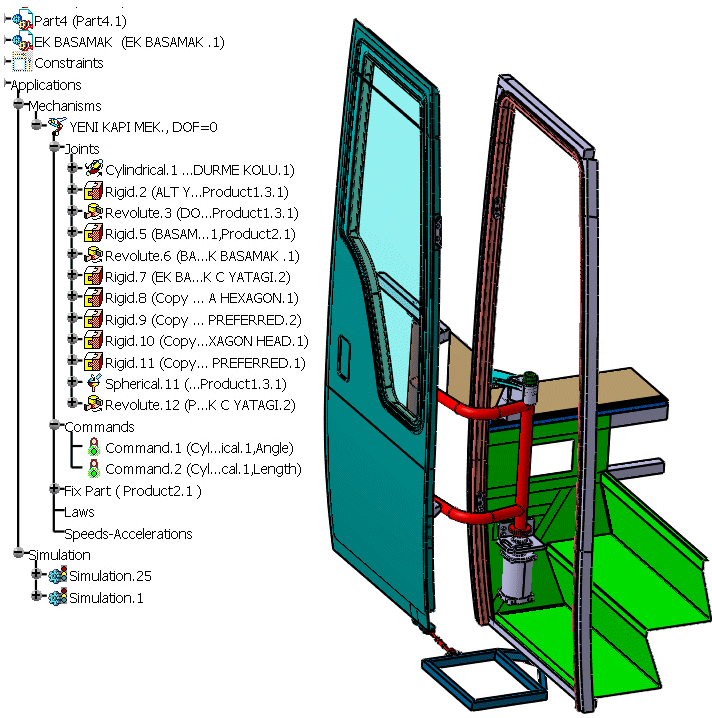 Part4 (Part4.1)
EK BASAMAK (EK BASAMAK .1)
Constraints
Applications
Mechanisms
YENI KAPI MEK., DOF=0
Joints
Cylindrical.1 ...DURME KOLU.1)
Rigid.2 (ALT Y...Product1.3.1)
Revolute.3 (DO...Product1.3.1)
Rigid.5 (BASAM...1,Product2.1)
Revolute.6 (BA...K BASAMAK .1)
Rigid.7 (EK BA...K C YATAGI.2)
Rigid.8 (Copy ... A HEXAGON.1)
Rigid.9 (Copy ... PREFERRED.2)
Rigid.10 (Copy...XAGON HEAD.1)
Rigid.11 (Copy... PREFERRED.1)
Spherical.11 (...Product1.3.1)
Revolute.12 (P...K C YATAGI.2)
Commands
Command.1 (Cyl...ical.1,Angle)
Command.2 (Cyl...cal.1,Length)
Fix Part ( Product2.1 )
Laws
Speeds-Accelerations
Simulation
Simulation.25
Simulation.1